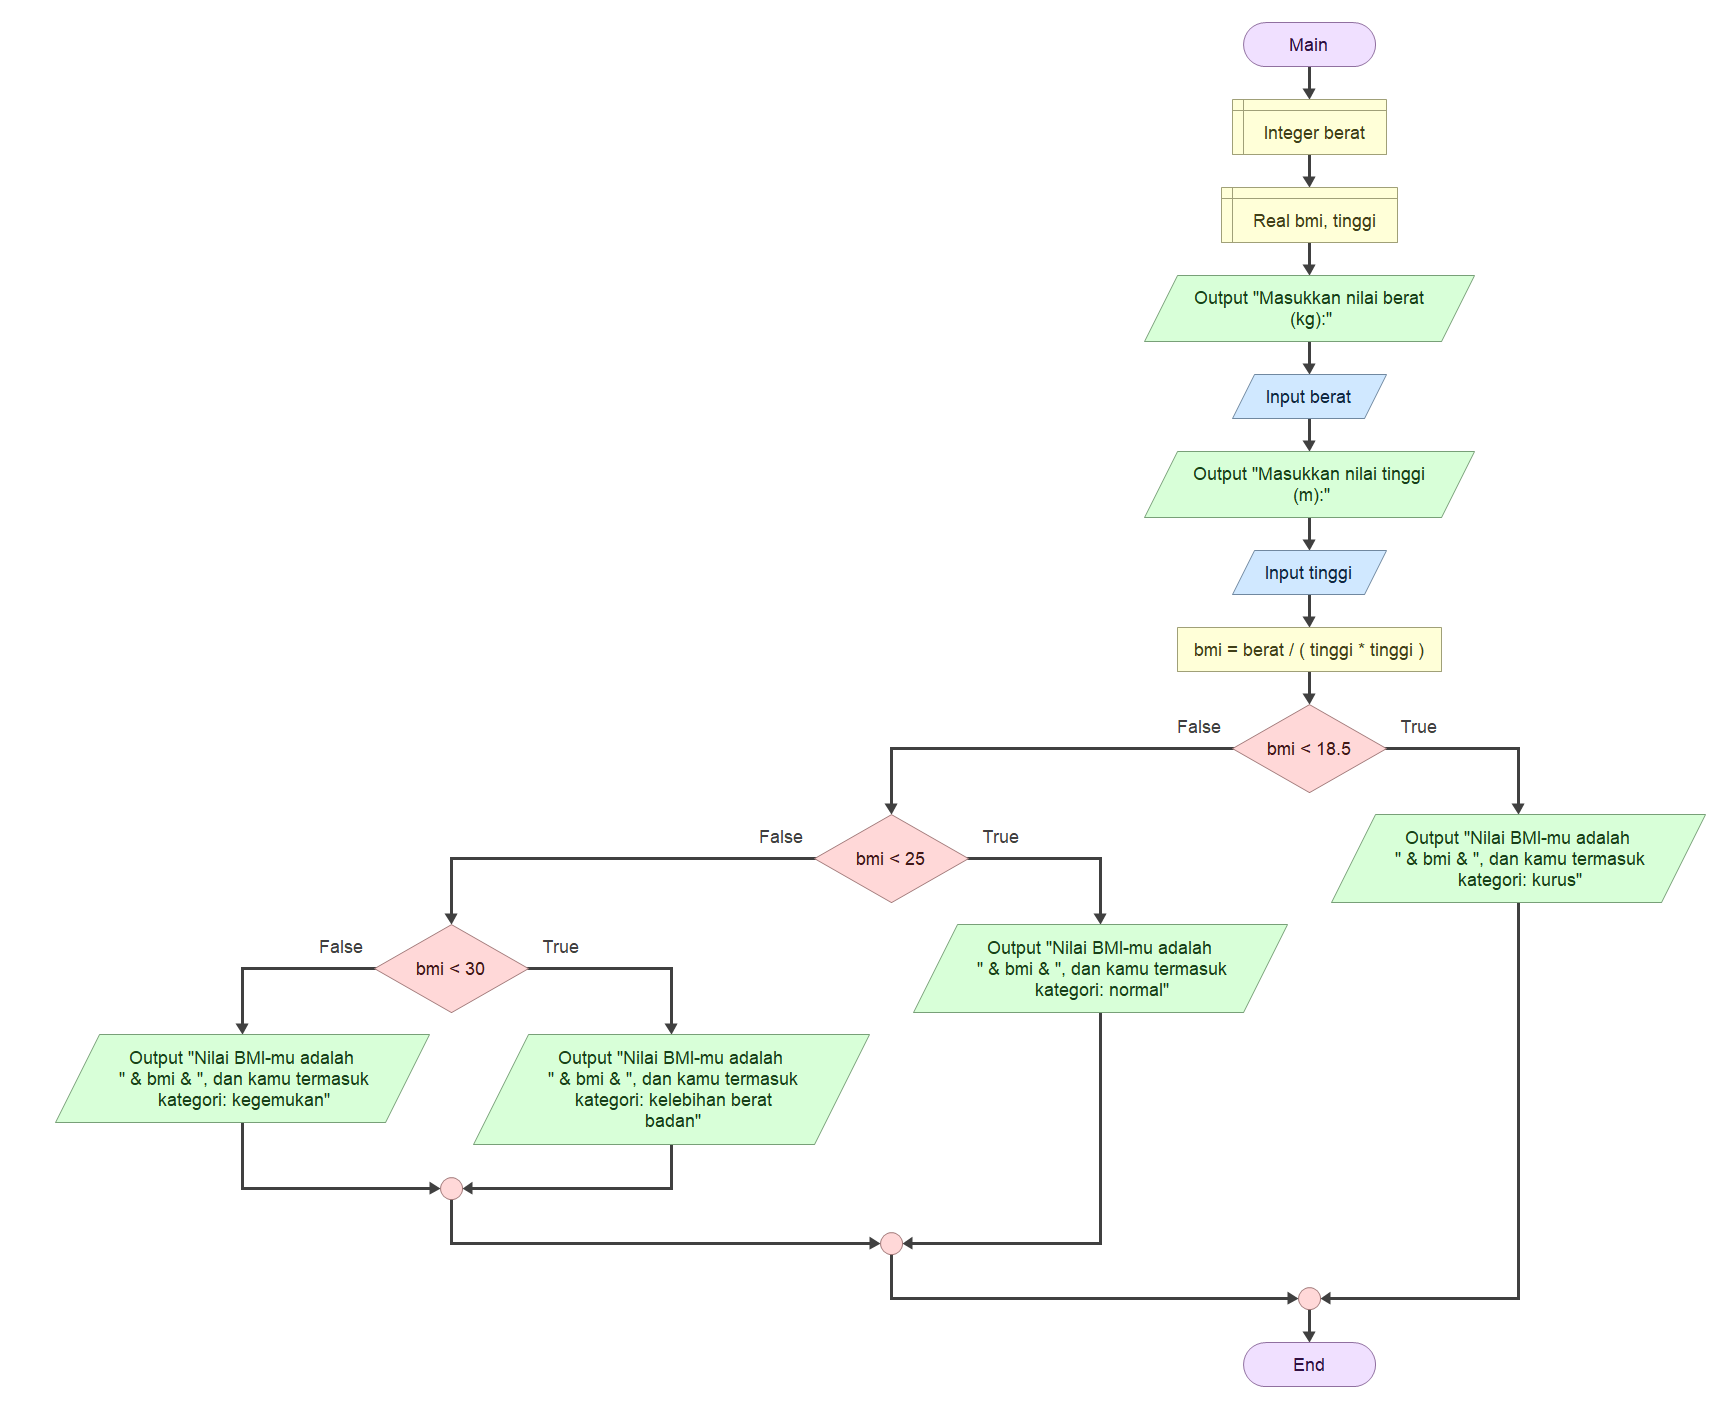 Main
Integer berat
Real bmi, tinggi
Output "Masukkan nilai berat
(kg):"
Input berat
Output "Masukkan nilai tinggi
(m):"
Input tinggi
bmi = berat / ( tinggi * tinggi )
False
True
bmi < 18.5
False
True
bmi < 25
Output "Nilai BMI-mu adalah
" & bmi & ", dan kamu termasuk
kategori: kurus"
False
True
bmi < 30
Output "Nilai BMI-mu adalah
" & bmi & ", dan kamu termasuk
kategori: normal"
Output "Nilai BMI-mu adalah
" & bmi & ", dan kamu termasuk
kategori: kegemukan"
Output "Nilai BMI-mu adalah
" & bmi & ", dan kamu termasuk
kategori: kelebihan berat
badan"
End